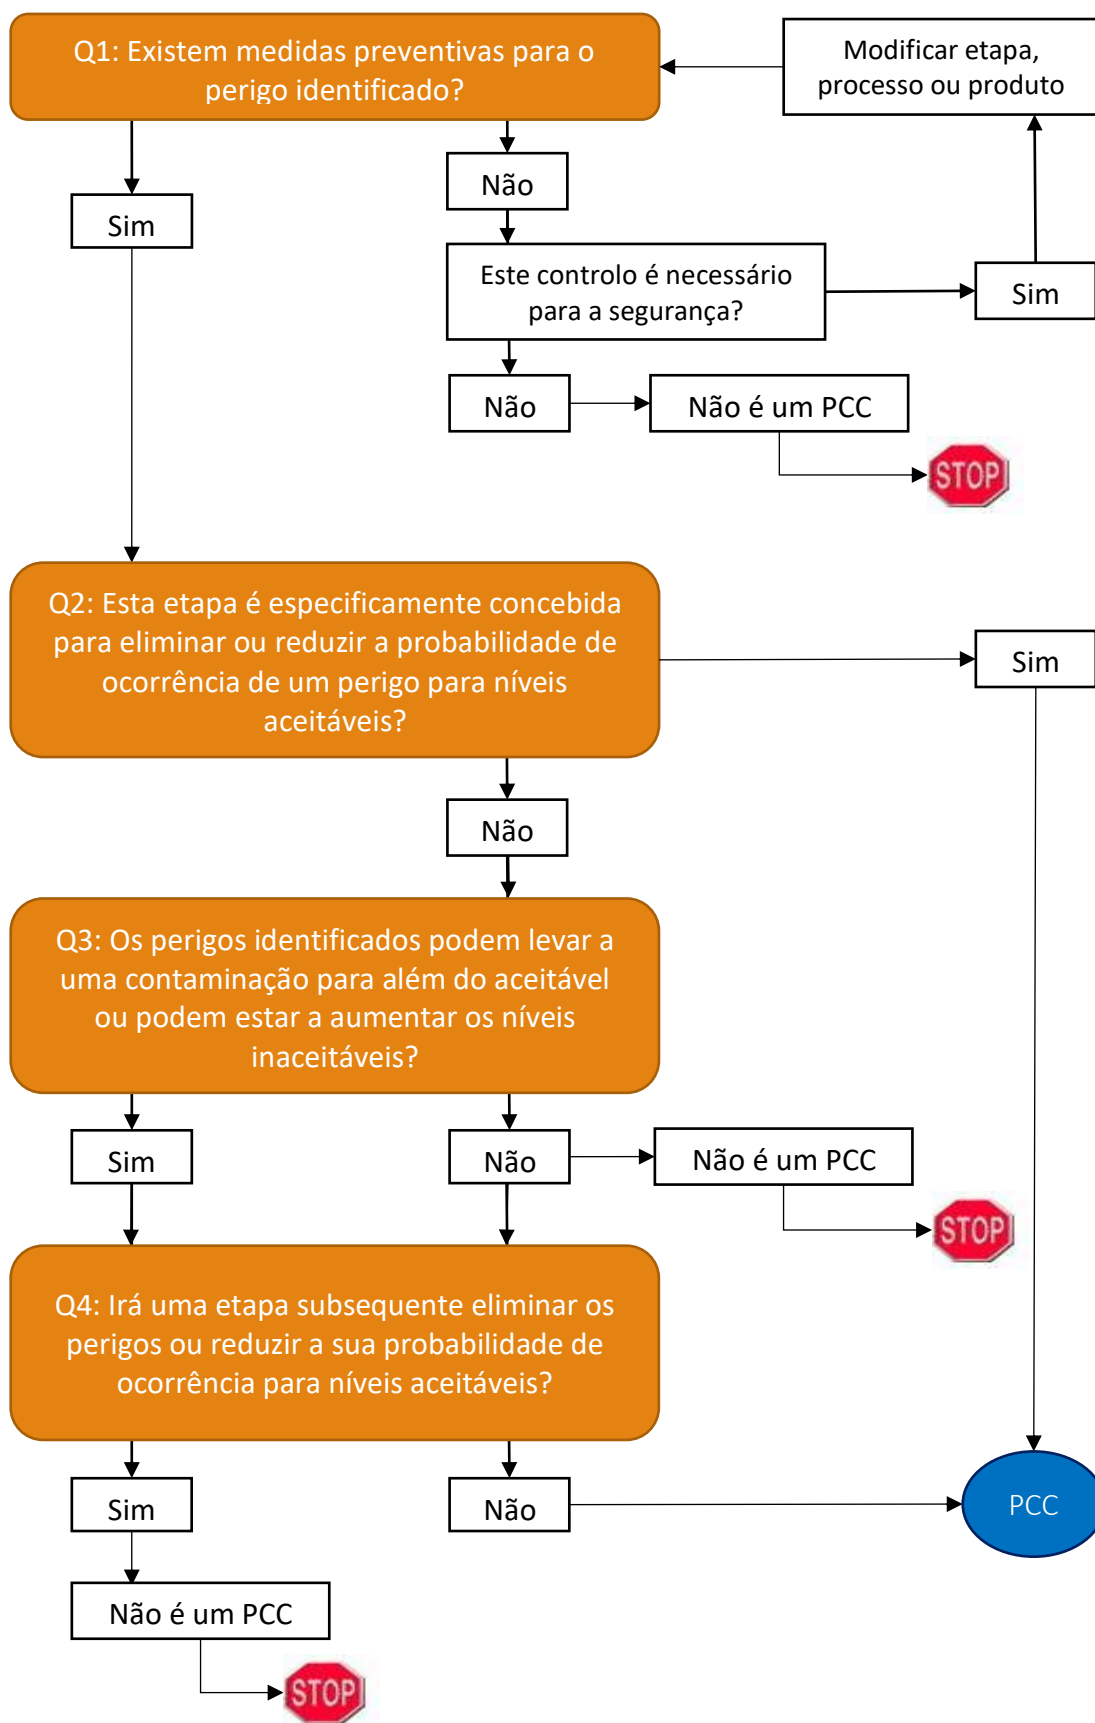 Q1: Existem medidas preventivas para o
perigo identificado?
Modificar etapa,
processo ou produto
Não
Sim
Este controlo é necessário
para a segurança?
Sim
Não
Não é um PCC
STOP
Q2: Esta etapa é especificamente concebida
para eliminar ou reduzir a probabilidade de
ocorrência de um perigo para níveis
aceitáveis?
Sim
Não
Q3: Os perigos identificados podem levar a
uma contaminação para além do aceitável
ou podem estar a aumentar os níveis
inaceitáveis?
Sim
Não
Não é um PCC
STOP
Q4: Irá uma etapa subsequente eliminar os
perigos ou reduzir a sua probabilidade de
ocorrência para níveis aceitáveis?
Sim
Não
PCC
Não é um PCC
STOP